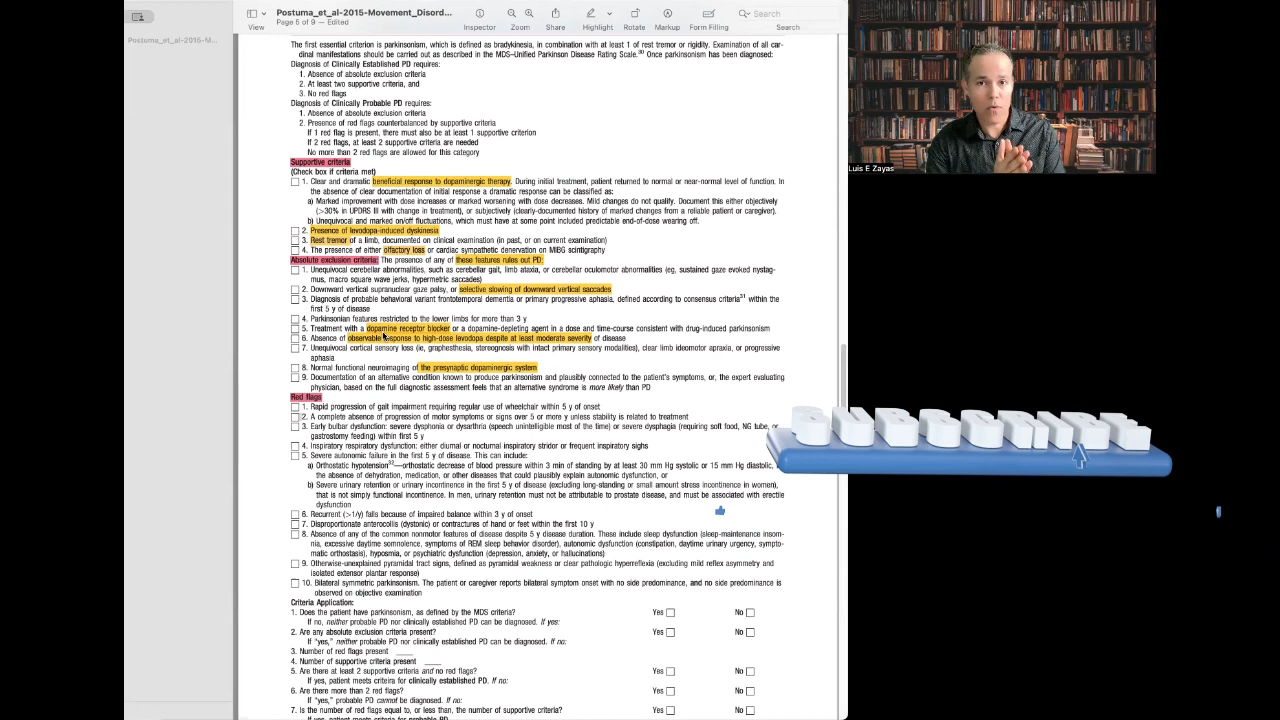 Postuma_et_al-2015-Movement_Disord...
Page 5 of 9 — Edited
View
Inspector
Zoom
Share
Highlight
Rotate
Markup
Form Filling
Search
Search
Postuma_et_al-2015-M...
The first essential criterion is parkinsonism, which is defined as bradykinesia, in combination with at least 1 of rest tremor or rigidity. Examination of all car-
dinal manifestations should be carried out as described in the MDS–Unified Parkinson Disease Rating Scale.30 Once parkinsonism has been diagnosed:
Diagnosis of Clinically Established PD requires:
1. Absence of absolute exclusion criteria
2. At least two supportive criteria, and
3. No red flags
Diagnosis of Clinically Probable PD requires:
1. Absence of absolute exclusion criteria
2. Presence of red flags counterbalanced by supportive criteria
If 1 red flag is present, there must also be at least 1 supportive criterion
If 2 red flags, at least 2 supportive criteria are needed
No more than 2 red flags are allowed for this category
Supportive criteria
(Check box if criteria met)
1. Clear and dramatic beneficial response to dopaminergic therapy. During initial treatment, patient returned to normal or near-normal level of function. In
the absence of clear documentation of initial response a dramatic response can be classified as:
a) Marked improvement with dose increases or marked worsening with dose decreases. Mild changes do not qualify. Document this either objectively
(>30% in UPDRS III with change in treatment), or subjectively (clearly-documented history of marked changes from a reliable patient or caregiver).
b) Unequivocal and marked on/off fluctuations, which must have at some point included predictable end-of-dose wearing off.
2. Presence of levodopa-induced dyskinesia
3. Rest tremor of a limb, documented on clinical examination (in past, or on current examination)
4. The presence of either olfactory loss or cardiac sympathetic denervation on MIBG scintigraphy
Absolute exclusion criteria: The presence of any of these features rules out PD:
1. Unequivocal cerebellar abnormalities, such as cerebellar gait, limb ataxia, or cerebellar oculomotor abnormalities (eg, sustained gaze evoked nystag-
mus, macro square wave jerks, hypermetric saccades)
2. Downward vertical supranuclear gaze palsy, or selective slowing of downward vertical saccades
3. Diagnosis of probable behavioral variant frontotemporal dementia or primary progressive aphasia, defined according to consensus criteria31 within the
first 5 y of disease
4. Parkinsonian features restricted to the lower limbs for more than 3 y
5. Treatment with a dopamine receptor blocker or a dopamine-depleting agent in a dose and time-course consistent with drug-induced parkinsonism
6. Absence of observable response to high-dose levodopa despite at least moderate severity of disease
7. Unequivocal cortical sensory loss (ie, graphesthesia, stereognosis with intact primary sensory modalities), clear limb ideomotor apraxia, or progressive
aphasia
8. Normal functional neuroimaging of the presynaptic dopaminergic system
9. Documentation of an alternative condition known to produce parkinsonism and plausibly connected to the patient's symptoms, or, the expert evaluating
physician, based on the full diagnostic assessment feels that an alternative syndrome is more likely than PD
Red flags
1. Rapid progression of gait impairment requiring regular use of wheelchair within 5 y of onset
2. A complete absence of progression of motor symptoms or signs over 5 or more y unless stability is related to treatment
3. Early bulbar dysfunction: severe dysphonia or dysarthria (speech unintelligible most of the time) or severe dysphagia (requiring soft food, NG tube, or
gastrostomy feeding) within first 5 y
4. Inspiratory respiratory dysfunction: either diurnal or nocturnal inspiratory stridor or frequent inspiratory sighs
5. Severe autonomic failure in the first 5 y of disease. This can include:
a) Orthostatic hypotension32—orthostatic decrease of blood pressure within 3 min of standing by at least 30 mm Hg systolic or 15 mm Hg diastolic,
the absence of dehydration, medication, or other diseases that could plausibly explain autonomic dysfunction, or
b) Severe urinary retention or urinary incontinence in the first 5 y of disease (excluding long-standing or small amount stress incontinence in women),
that is not simply functional incontinence. In men, urinary retention must not be attributable to prostate disease, and must be associated with erectile
dysfunction
6. Recurrent (>1/y) falls because of impaired balance within 3 y of onset
7. Disproportionate anterocollis (dystonic) or contractures of hand or feet within the first 10 y
8. Absence of any of the common nonmotor features of disease despite 5 y disease duration. These include sleep dysfunction (sleep-maintenance insom-
nia, excessive daytime somnolence, symptoms of REM sleep behavior disorder), autonomic dysfunction (constipation, daytime urinary urgency, sympto-
matic orthostasis), hyposmia, or psychiatric dysfunction (depression, anxiety, or hallucinations)
9. Otherwise-unexplained pyramidal tract signs, defined as pyramidal weakness or clear pathologic hyperreflexia (excluding mild reflex asymmetry and
isolated extensor plantar response)
10. Bilateral symmetric parkinsonism. The patient or caregiver reports bilateral symptom onset with no side predominance, and no side predominance is
observed on objective examination
Criteria Application:
1. Does the patient have parkinsonism, as defined by the MDS criteria? Yes No
If no, neither probable PD nor clinically established PD can be diagnosed. If yes:
2. Are any absolute exclusion criteria present? Yes No
If "yes," neither probable PD nor clinically established PD can be diagnosed. If no:
3. Number of red flags present ____
4. Number of supportive criteria present ____
5. Are there at least 2 supportive criteria and no red flags? Yes No
If yes, patient meets criteria for clinically established PD. If no:
6. Are there more than 2 red flags? Yes No
If "yes," probable PD cannot be diagnosed. If no:
7. Is the number of red flags equal to, or less than, the number of supportive criteria? Yes No
If yes, patient meets criteria for probable PD
Luis E Zayas